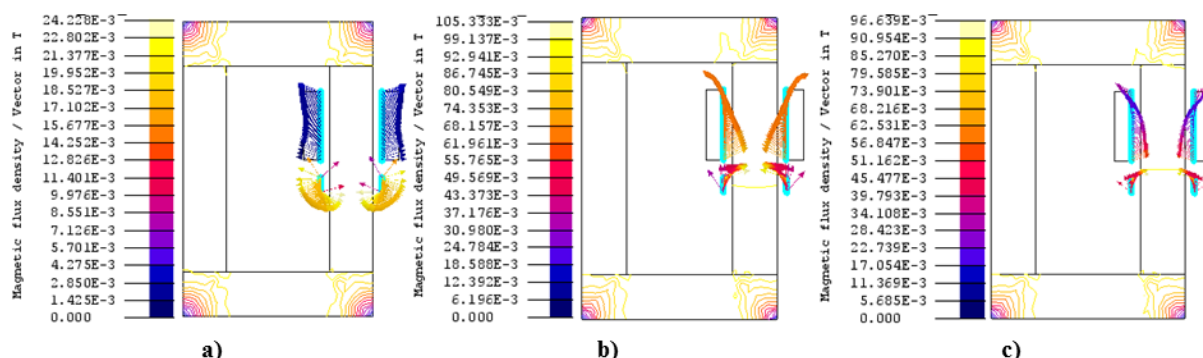 24.228E-3
22.802E-3
21.377E-3
19.952E-3
18.527E-3
17.102E-3
15.677E-3
14.252E-3
12.826E-3
11.401E-3
9.976E-3
8.551E-3
7.126E-3
5.701E-3
4.275E-3
2.850E-3
1.425E-3
0.000
Magnetic flux density / Vector in T
a)
105.333E-3
99.137E-3
92.941E-3
86.745E-3
80.549E-3
74.353E-3
68.157E-3
61.961E-3
55.765E-3
49.569E-3
43.373E-3
37.176E-3
30.980E-3
24.784E-3
18.588E-3
12.392E-3
6.196E-3
0.000
Magnetic flux density / Vector in T
b)
96.639E-3
90.954E-3
85.270E-3
79.585E-3
73.901E-3
68.216E-3
62.531E-3
56.847E-3
51.162E-3
45.477E-3
39.793E-3
34.108E-3
28.423E-3
22.739E-3
17.054E-3
11.369E-3
5.685E-3
0.000
Magnetic flux density / Vector in T
c)